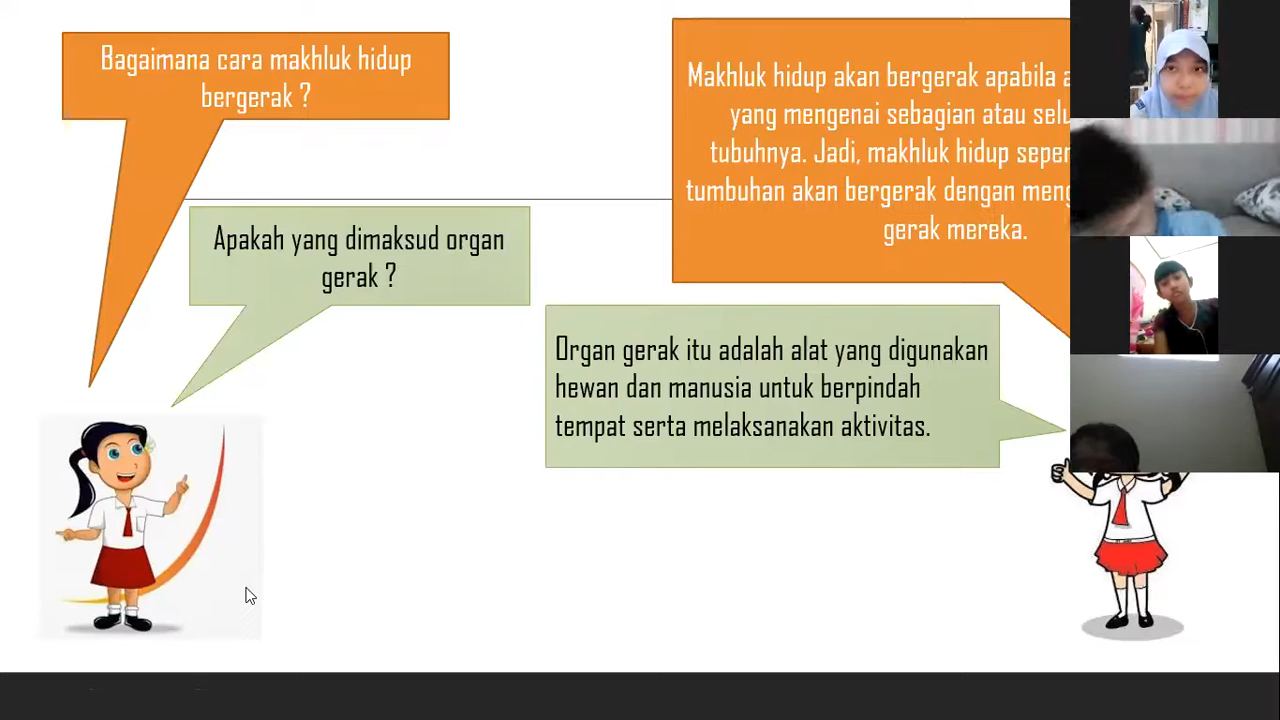 Bagaimana cara makhluk hidup
bergerak ?
Makhluk hidup akan bergerak apabila
yang mengenai sebagian atau
tubuhnya. Jadi, makhluk hidup
tumbuhan akan bergerak dengan
gerak mereka.
Apakah yang dimaksud organ
gerak ?
Organ gerak itu adalah alat yang digunakan
hewan dan manusia untuk berpindah
tempat serta melaksanakan aktivitas.